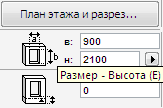 План этажа и разрез...
a
b
в: 900
н: 2100
Размер - Высота (E)
0